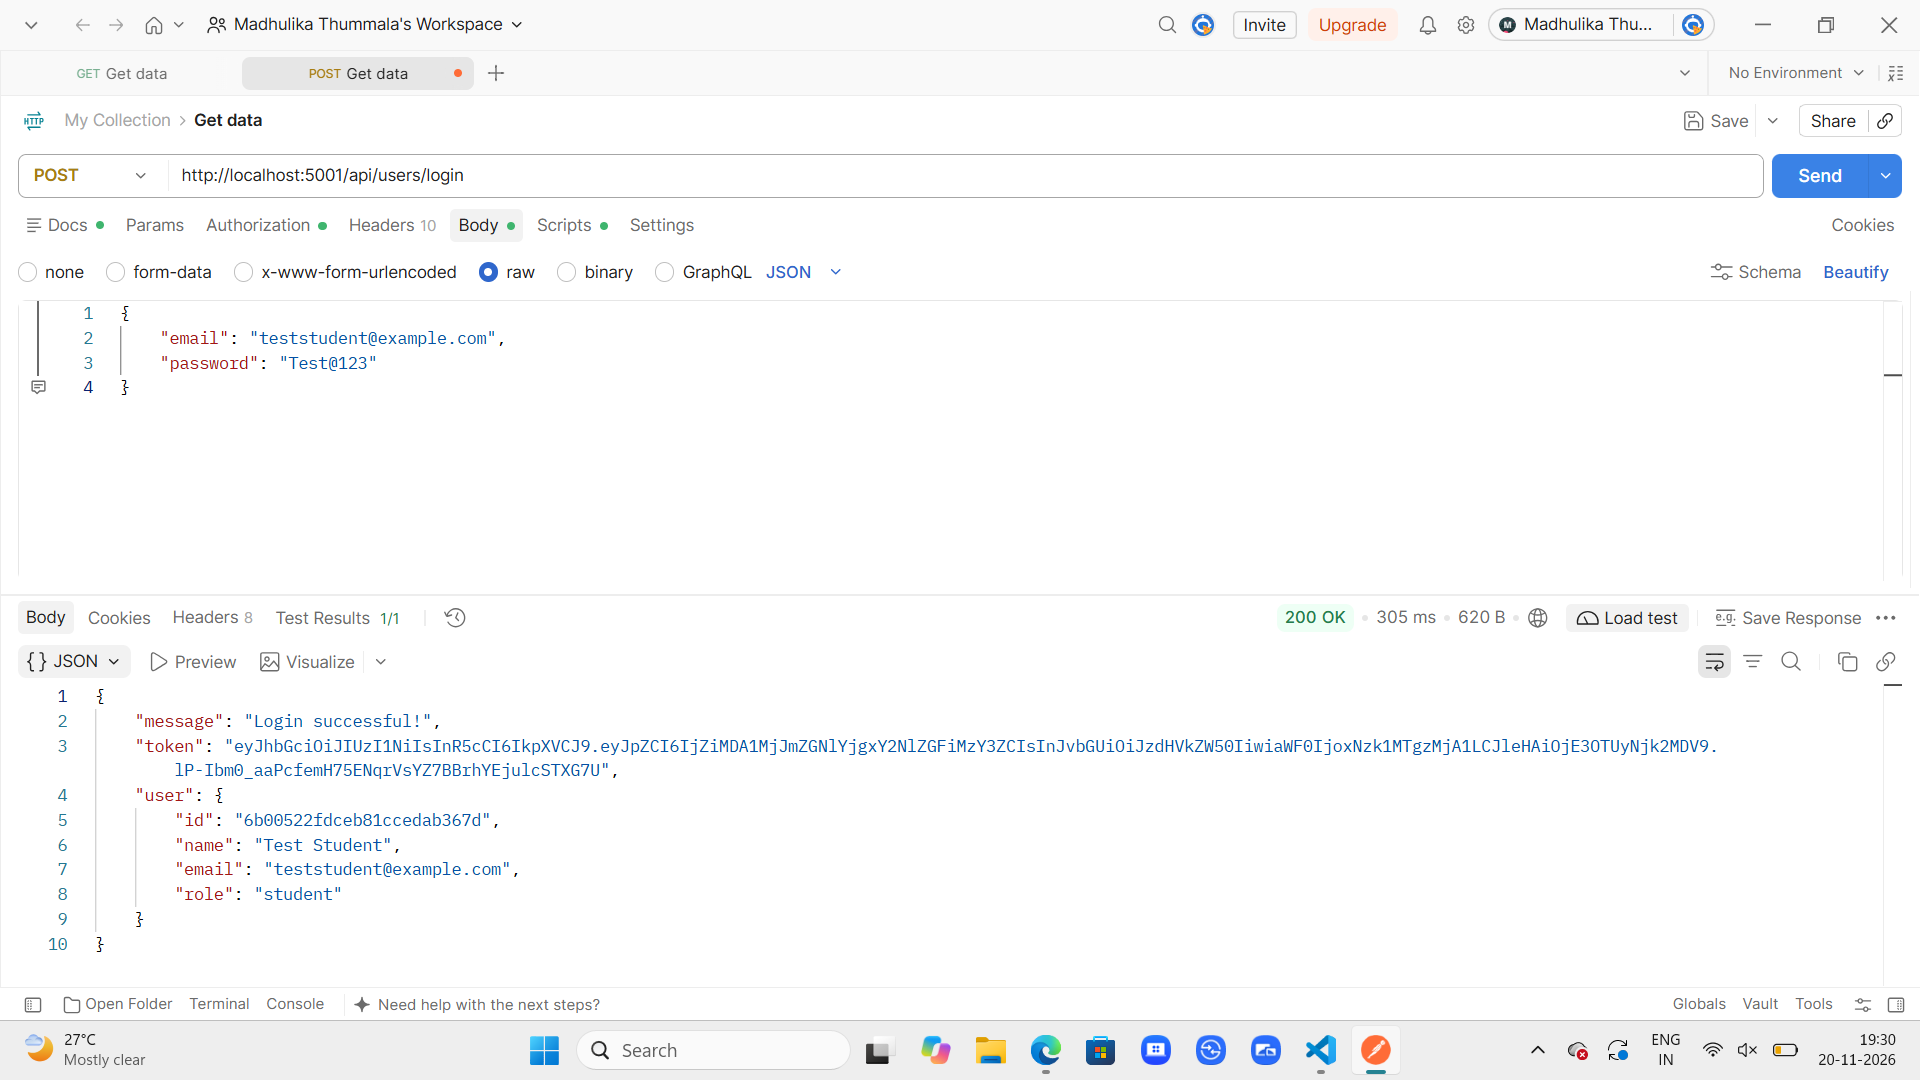 Madhulika Thummala's Workspace
Invite
Upgrade
M
Madhulika Thu...
GET Get data
POST Get data
No Environment
HTTP
My Collection > Get data
Save
Share
POST
http://localhost:5001/api/users/login
Send
Docs
Params
Authorization
Headers 10
Body
Scripts
Settings
Cookies
none
form-data
x-www-form-urlencoded
raw
binary
GraphQL
JSON
Schema
Beautify
1 {
2 "email": "teststudent@example.com",
3 "password": "Test@123"
4 }
Body
Cookies
Headers 8
Test Results 1/1
200 OK
305 ms
620 B
Load test
e.g. Save Response
{} JSON
Preview
Visualize
1 {
2 "message": "Login successful!",
3 "token": "eyJhbGciOiJIUzI1NiIsInR5cCI6IkpXVCJ9.eyJpZCI6IjZiMDA1MjJmZGNlYjgxY2NlZGFiMzY3ZCIsInJvbGUiOiJzdHVkZW50IiwiaWF0IjoxNzk1MTgzMjA1LCJleHAiOjE3OTUyNjk2MDV9.
lP-Ibm0_aaPcfemH75ENqrVsYZ7BBrhYEjulcSTXG7U",
4 "user": {
5 "id": "6b00522fdceb81ccedab367d",
6 "name": "Test Student",
7 "email": "teststudent@example.com",
8 "role": "student"
9 }
10 }
Open Folder
Terminal
Console
Need help with the next steps?
Globals
Vault
Tools
27°C
Mostly clear
Search
ENG
IN
19:30
20-11-2026